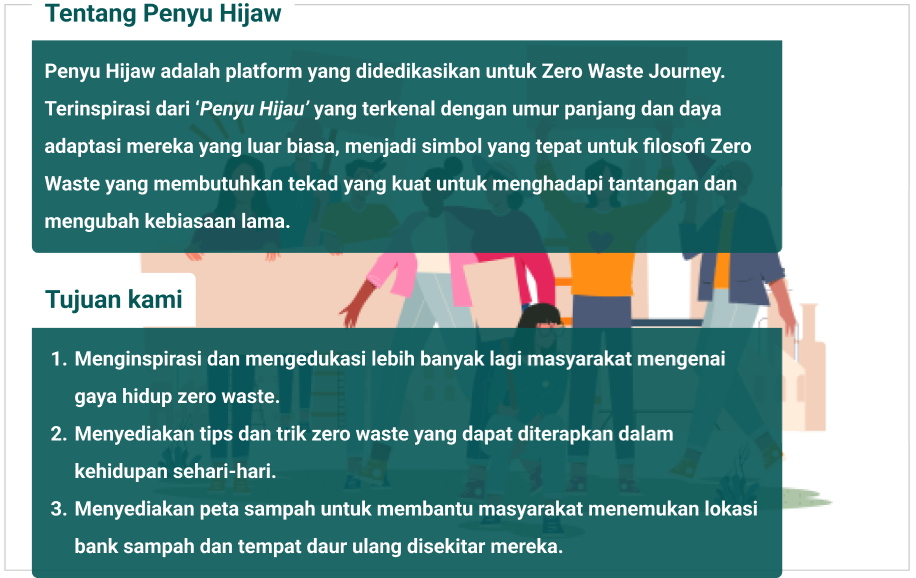 Tentang Penyu Hijaw
Penyu Hijaw adalah platform yang didedikasikan untuk Zero Waste Journey.
Terinspirasi dari ‘Penyu Hijau’ yang terkenal dengan umur panjang dan daya
adaptasi mereka yang luar biasa, menjadi simbol yang tepat untuk filosofi Zero
Waste yang membutuhkan tekad yang kuat untuk menghadapi tantangan dan
mengubah kebiasaan lama.
Tujuan kami
1. Menginspirasi dan mengedukasi lebih banyak lagi masyarakat mengenai
gaya hidup zero waste.
2. Menyediakan tips dan trik zero waste yang dapat diterapkan dalam
kehidupan sehari-hari.
3. Menyediakan peta sampah untuk membantu masyarakat menemukan lokasi
bank sampah dan tempat daur ulang disekitar mereka.